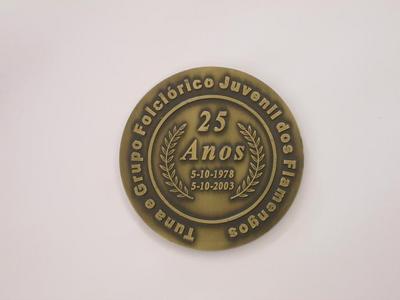 Tuna e Grupo Folclórico Juvenil dos Flamengos
25
Anos
5-10-1978
5-10-2003